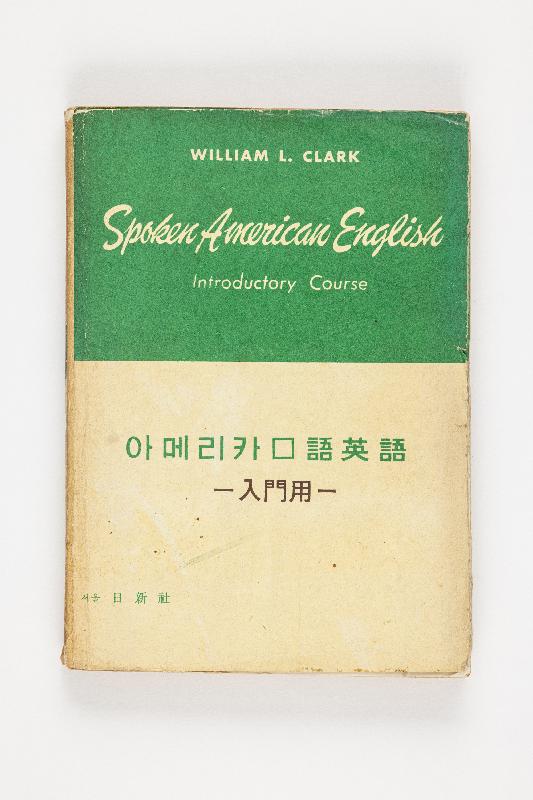 WILLIAM L. CLARK
Spoken American English
Introductory Course
아메리카 口語英語
—入門用—
서울 日新社